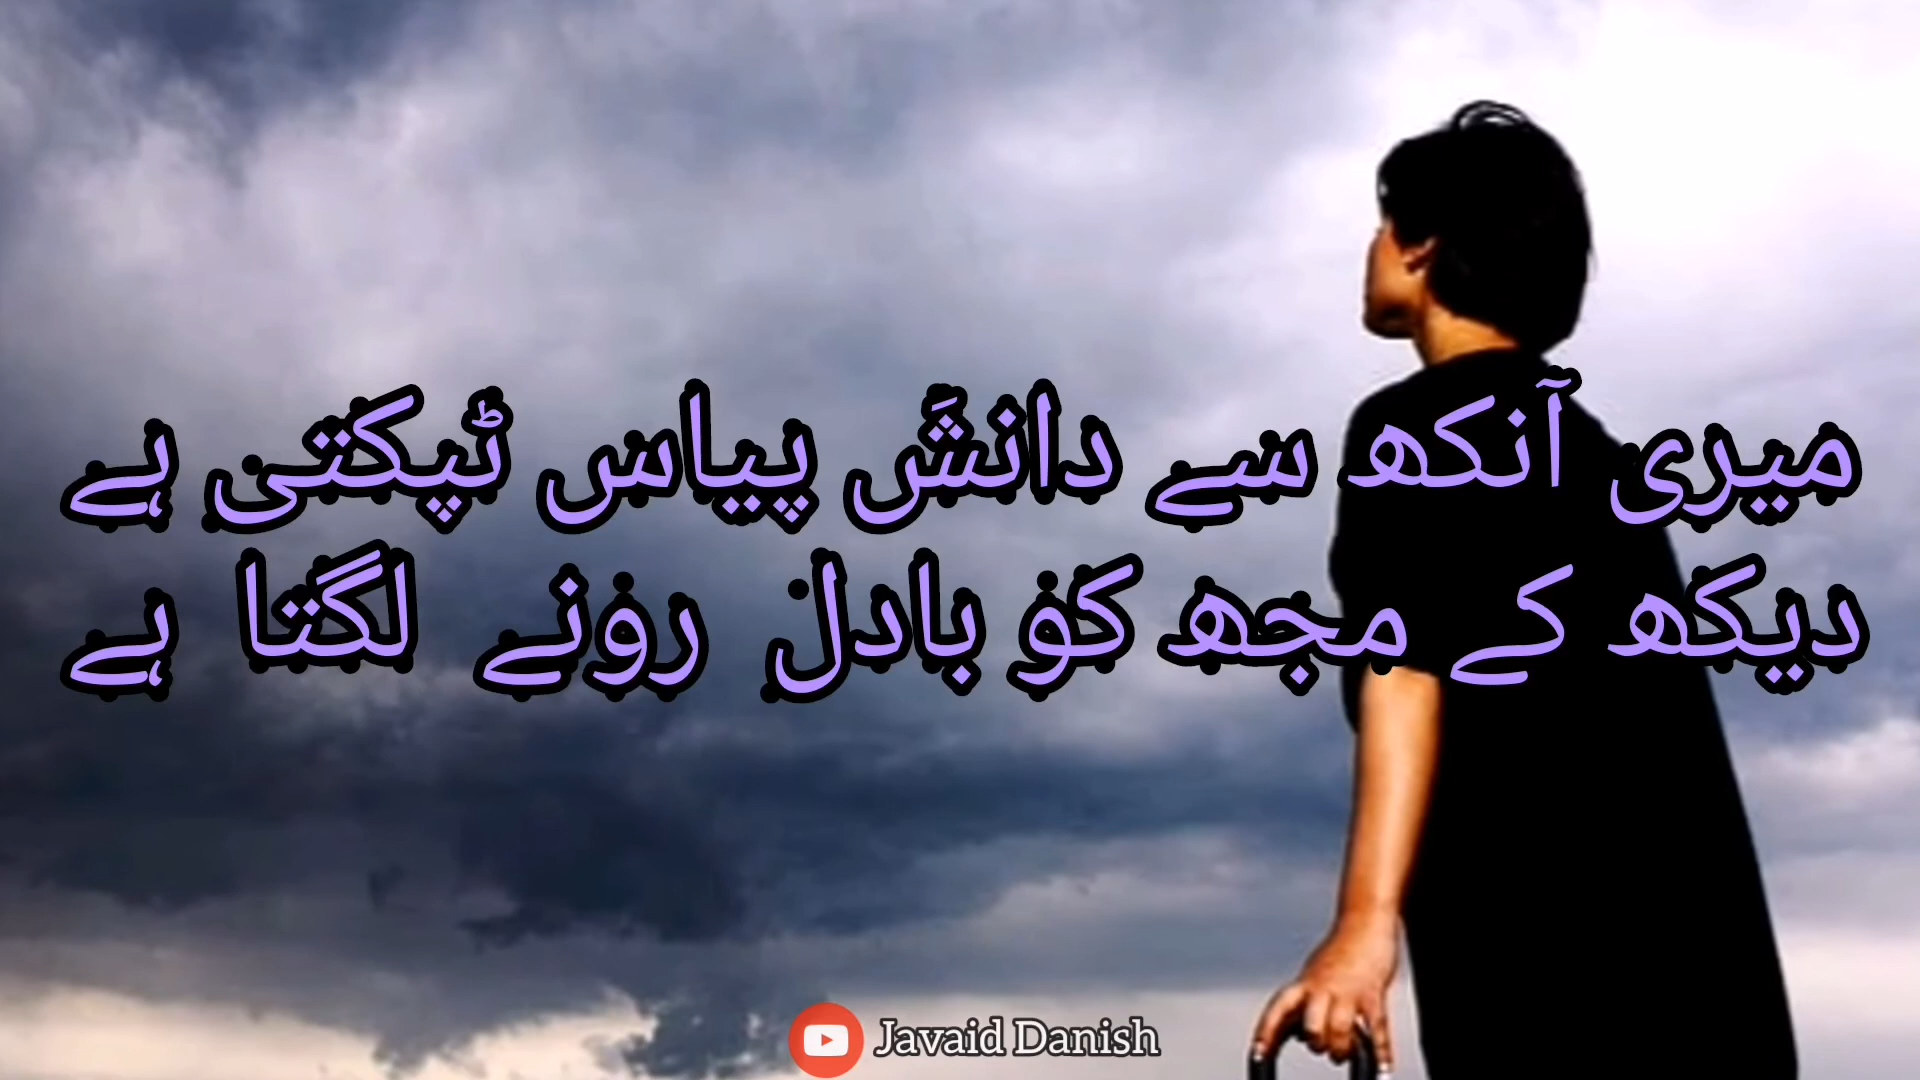 میری آنکھ سے دانشؔ پیاس ٹپکتی ہے
دیکھ کے مجھ کو بادل رونے لگتا ہے
Javaid Danish